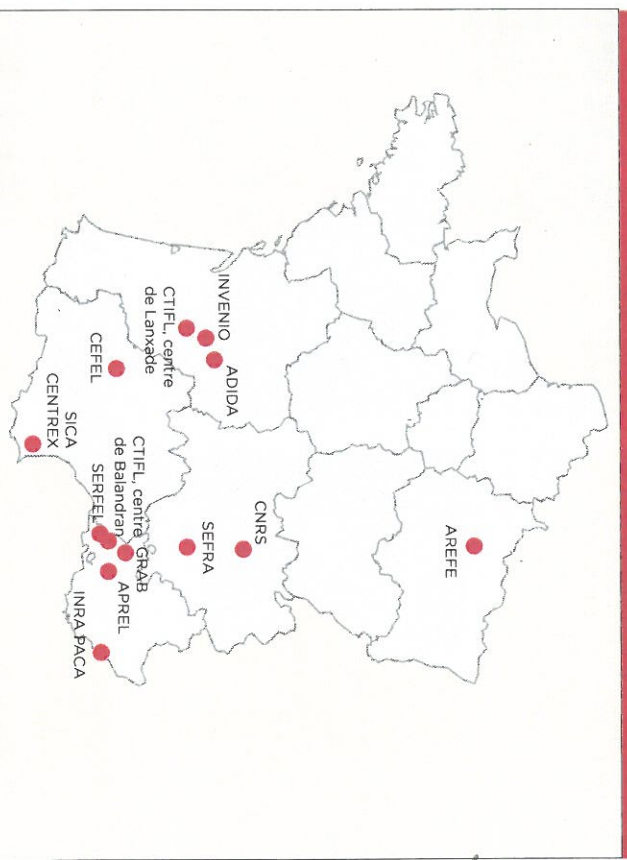 AREFE
CNRS
SEFRA
INVENIO
ADIDA
CTIFL, centre
de Lanxade
CEFEL
SICA
CENTREX
CTIFL, centre
de Balandran
SERFEL
GRAB
APREL
INRA PACA